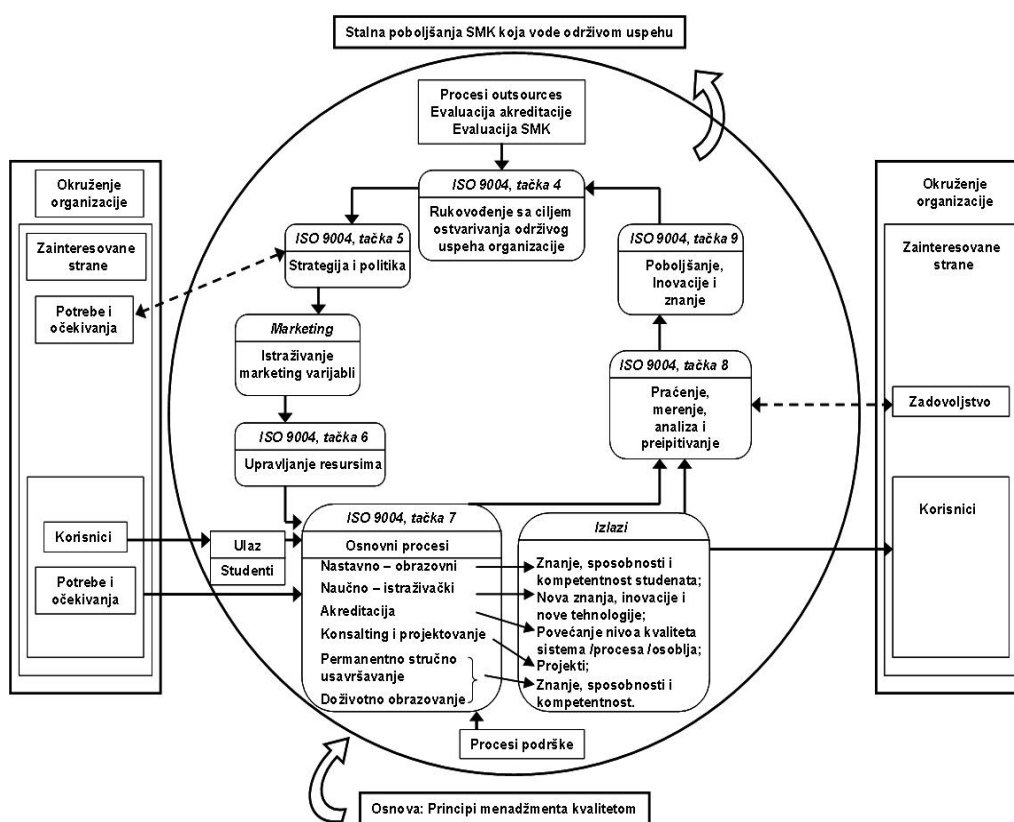 Stalna poboljšanja SMK koja vode održivom uspehu
Procesi outsources
Evaluacija akreditacije
Evaluacija SMK
Okruženje
organizacije
Zainteresovane
strane
Potrebe i
očekivanja
Korisnici
Potrebe i
očekivanja
ISO 9004, tačka 4
Rukovođenje sa ciljem
ostvarivanja održivog
uspeha organizacije
ISO 9004, tačka 5
Strategija i politika
Marketing
Istraživanje
marketing varijabli
ISO 9004, tačka 6
Upravljanje resursima
Ulaz
Studenti
ISO 9004, tačka 7
Osnovni procesi
Nastavno – obrazovni
Naučno – istraživački
Akreditacija
Konsalting i projektovanje
Permanentno stručno
usavršavanje
Doživotno obrazovanje
Izlazi
Znanje, sposobnosti i
kompetentnost studenata;
Nova znanja, inovacije i
nove tehnologije;
Povećanje nivoa kvaliteta
sistema /procesa /osoblja;
Projekti;
Znanje, sposobnosti i
kompetentnost.
ISO 9004, tačka 9
Poboljšanje,
Inovacije i
znanje
ISO 9004, tačka 8
Praćenje,
merenje,
analiza i
preipitivanje
Okruženje
organizacije
Zainteresovane
strane
Zadovoljstvo
Korisnici
Procesi podrške
Osnova: Principi menadžmenta kvalitetom